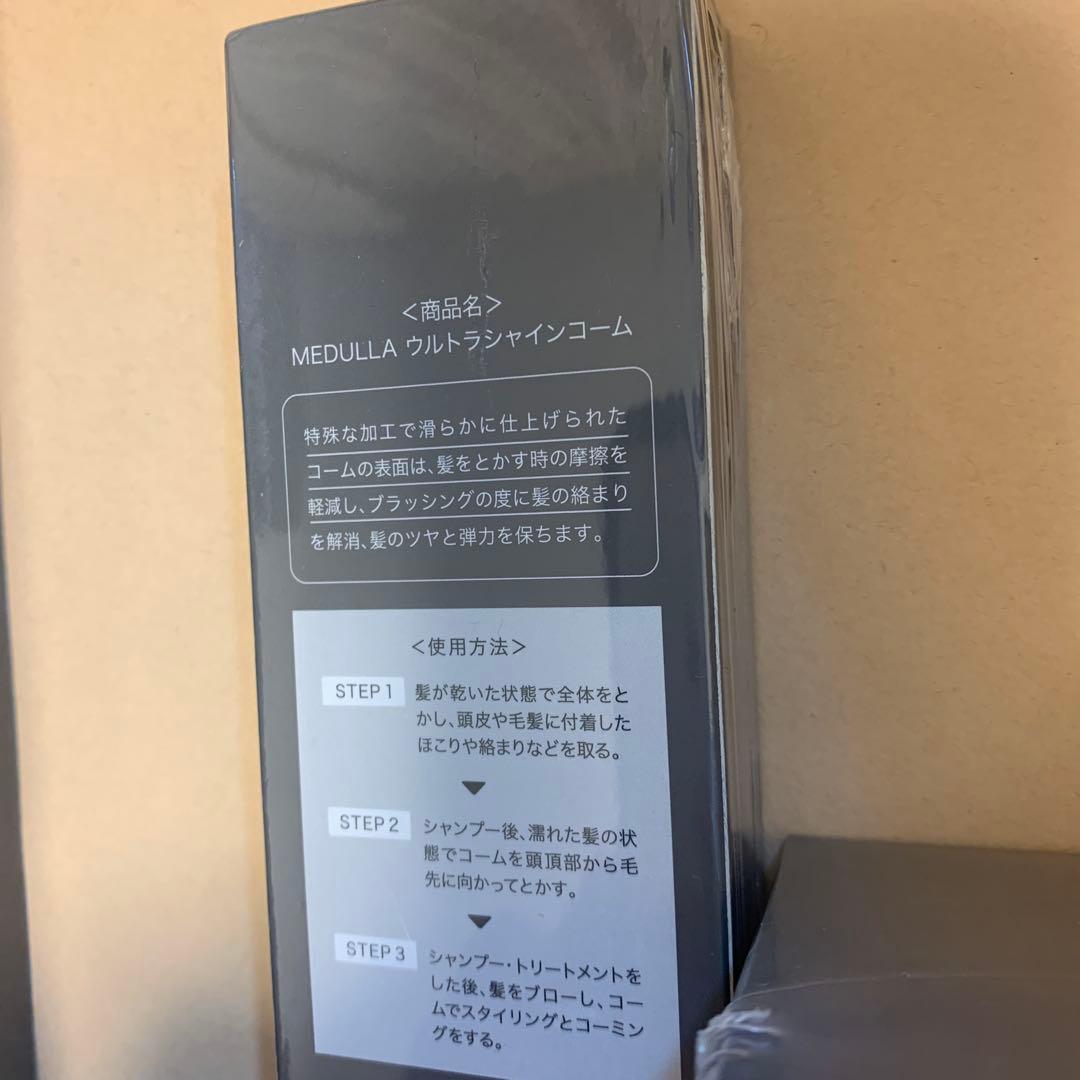 ＜商品名＞
MEDULLA ウルトラシャインコーム
特殊な加工で滑らかに仕上げられた
コームの表面は、髪をとかす時の摩擦を
軽減し、ブラッシングの度に髪の絡まり
を解消、髪のツヤと弾力を保ちます。
＜使用方法＞
STEP 1 髪が乾いた状態で全体をと
かし、頭皮や毛髪に付着した
ほこりや絡まりなどを取る。
STEP 2 シャンプー後、濡れた髪の状
態でコームを頭頂部から毛
先に向かってとかす。
STEP 3 シャンプー・トリートメントを
した後、髪をブローし、コー
ムでスタイリングとコーミン
グをする。